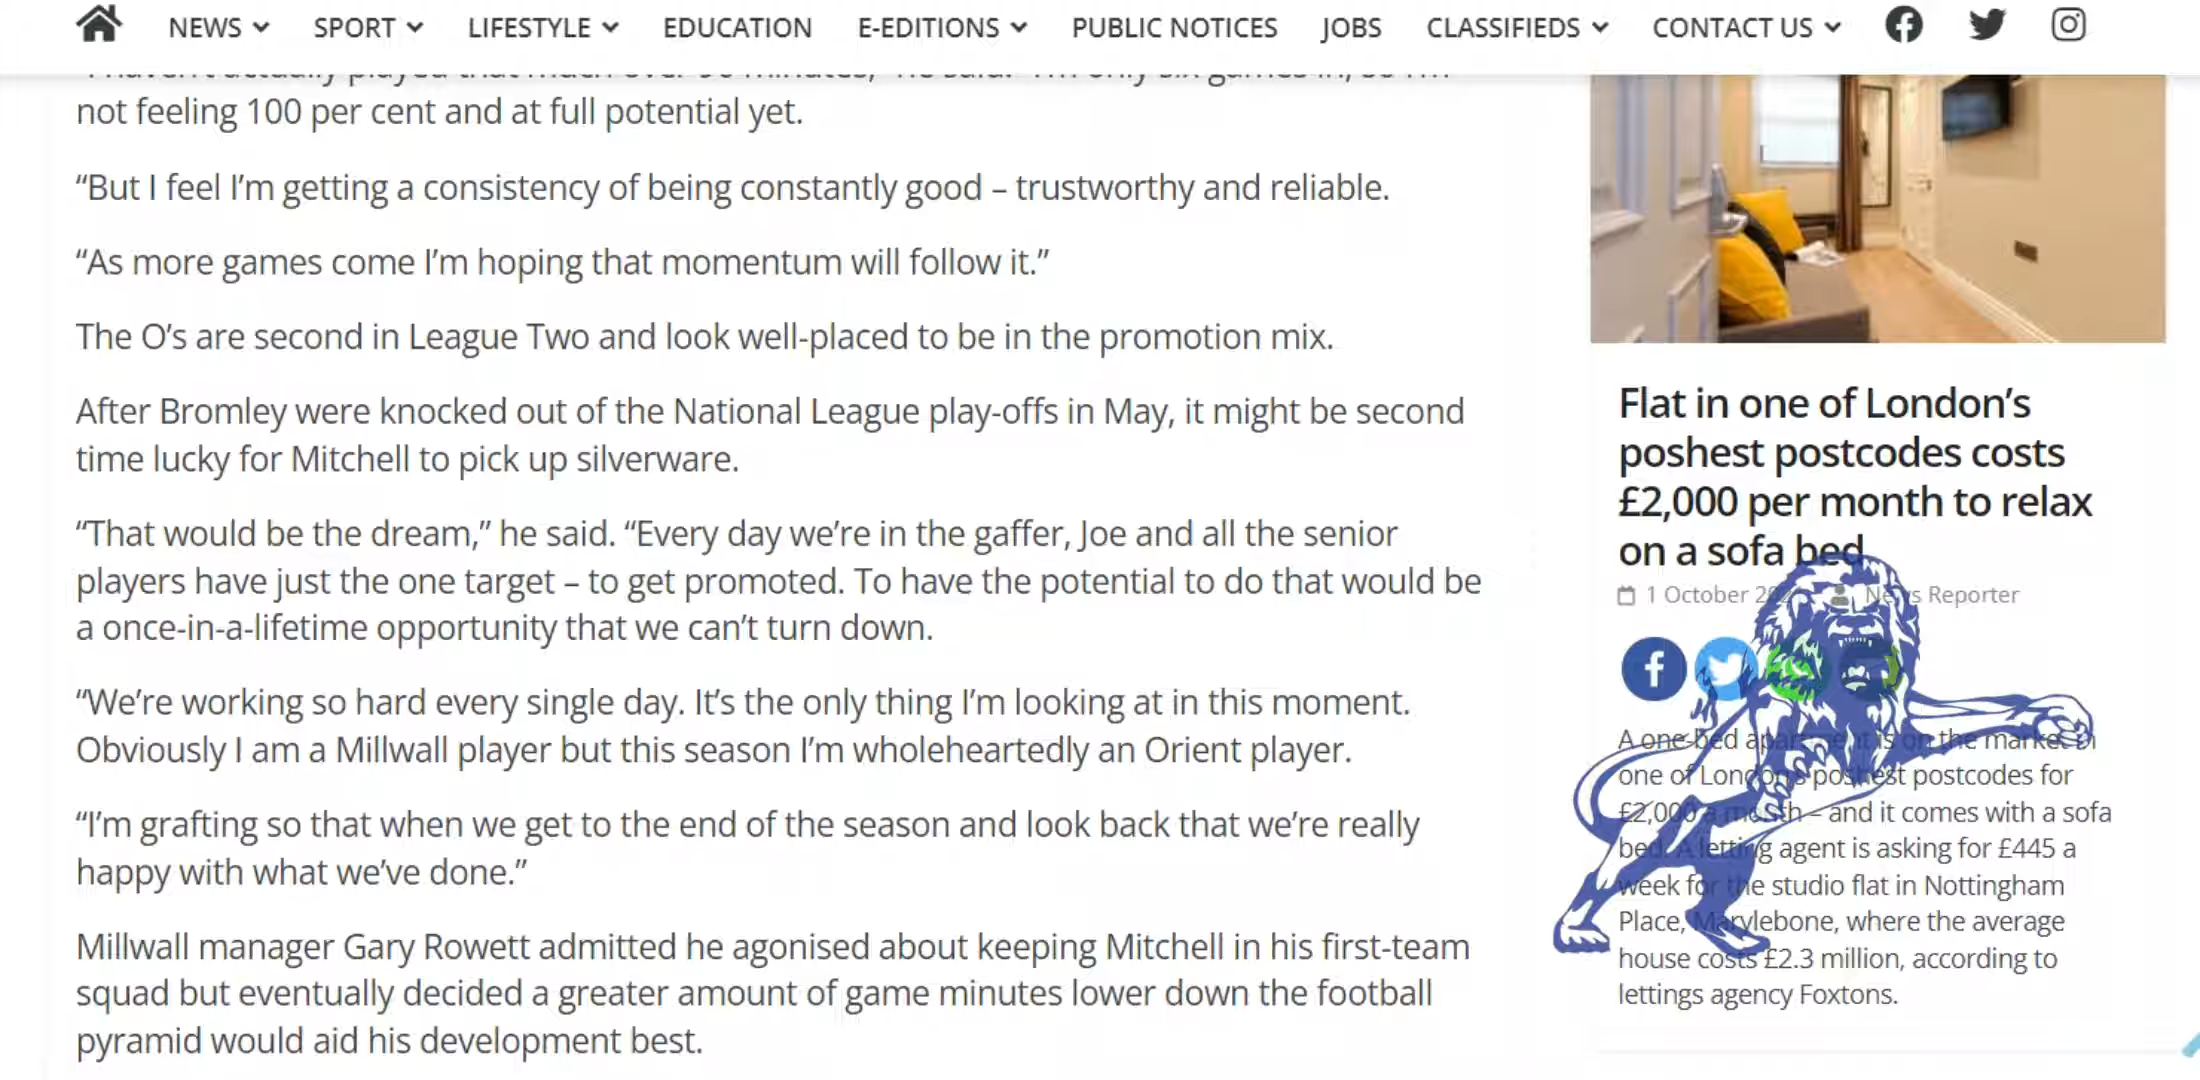 NEWS SPORT LIFESTYLE EDUCATION E-EDITIONS PUBLIC NOTICES JOBS CLASSIFIEDS CONTACT US
not feeling 100 per cent and at full potential yet.
“But I feel I’m getting a consistency of being constantly good – trustworthy and reliable.
“As more games come I’m hoping that momentum will follow it.”
The O’s are second in League Two and look well-placed to be in the promotion mix.
After Bromley were knocked out of the National League play-offs in May, it might be second
time lucky for Mitchell to pick up silverware.
“That would be the dream,” he said. “Every day we’re in the gaffer, Joe and all the senior
players have just the one target – to get promoted. To have the potential to do that would be
a once-in-a-lifetime opportunity that we can’t turn down.
“We’re working so hard every single day. It’s the only thing I’m looking at in this moment.
Obviously I am a Millwall player but this season I’m wholeheartedly an Orient player.
“I’m grafting so that when we get to the end of the season and look back that we’re really
happy with what we’ve done.”
Millwall manager Gary Rowett admitted he agonised about keeping Mitchell in his first-team
squad but eventually decided a greater amount of game minutes lower down the football
pyramid would aid his development best.
Flat in one of London’s
poshest postcodes costs
£2,000 per month to relax
on a sofa bed
1 October News Reporter
A one-bed apartment is on the market in
one of London’s poshest postcodes for
£2,000 a month – and it comes with a sofa
bed. A letting agent is asking for £445 a
week for the studio flat in Nottingham
Place, Marylebone, where the average
house costs £2.3 million, according to
lettings agency Foxtons.